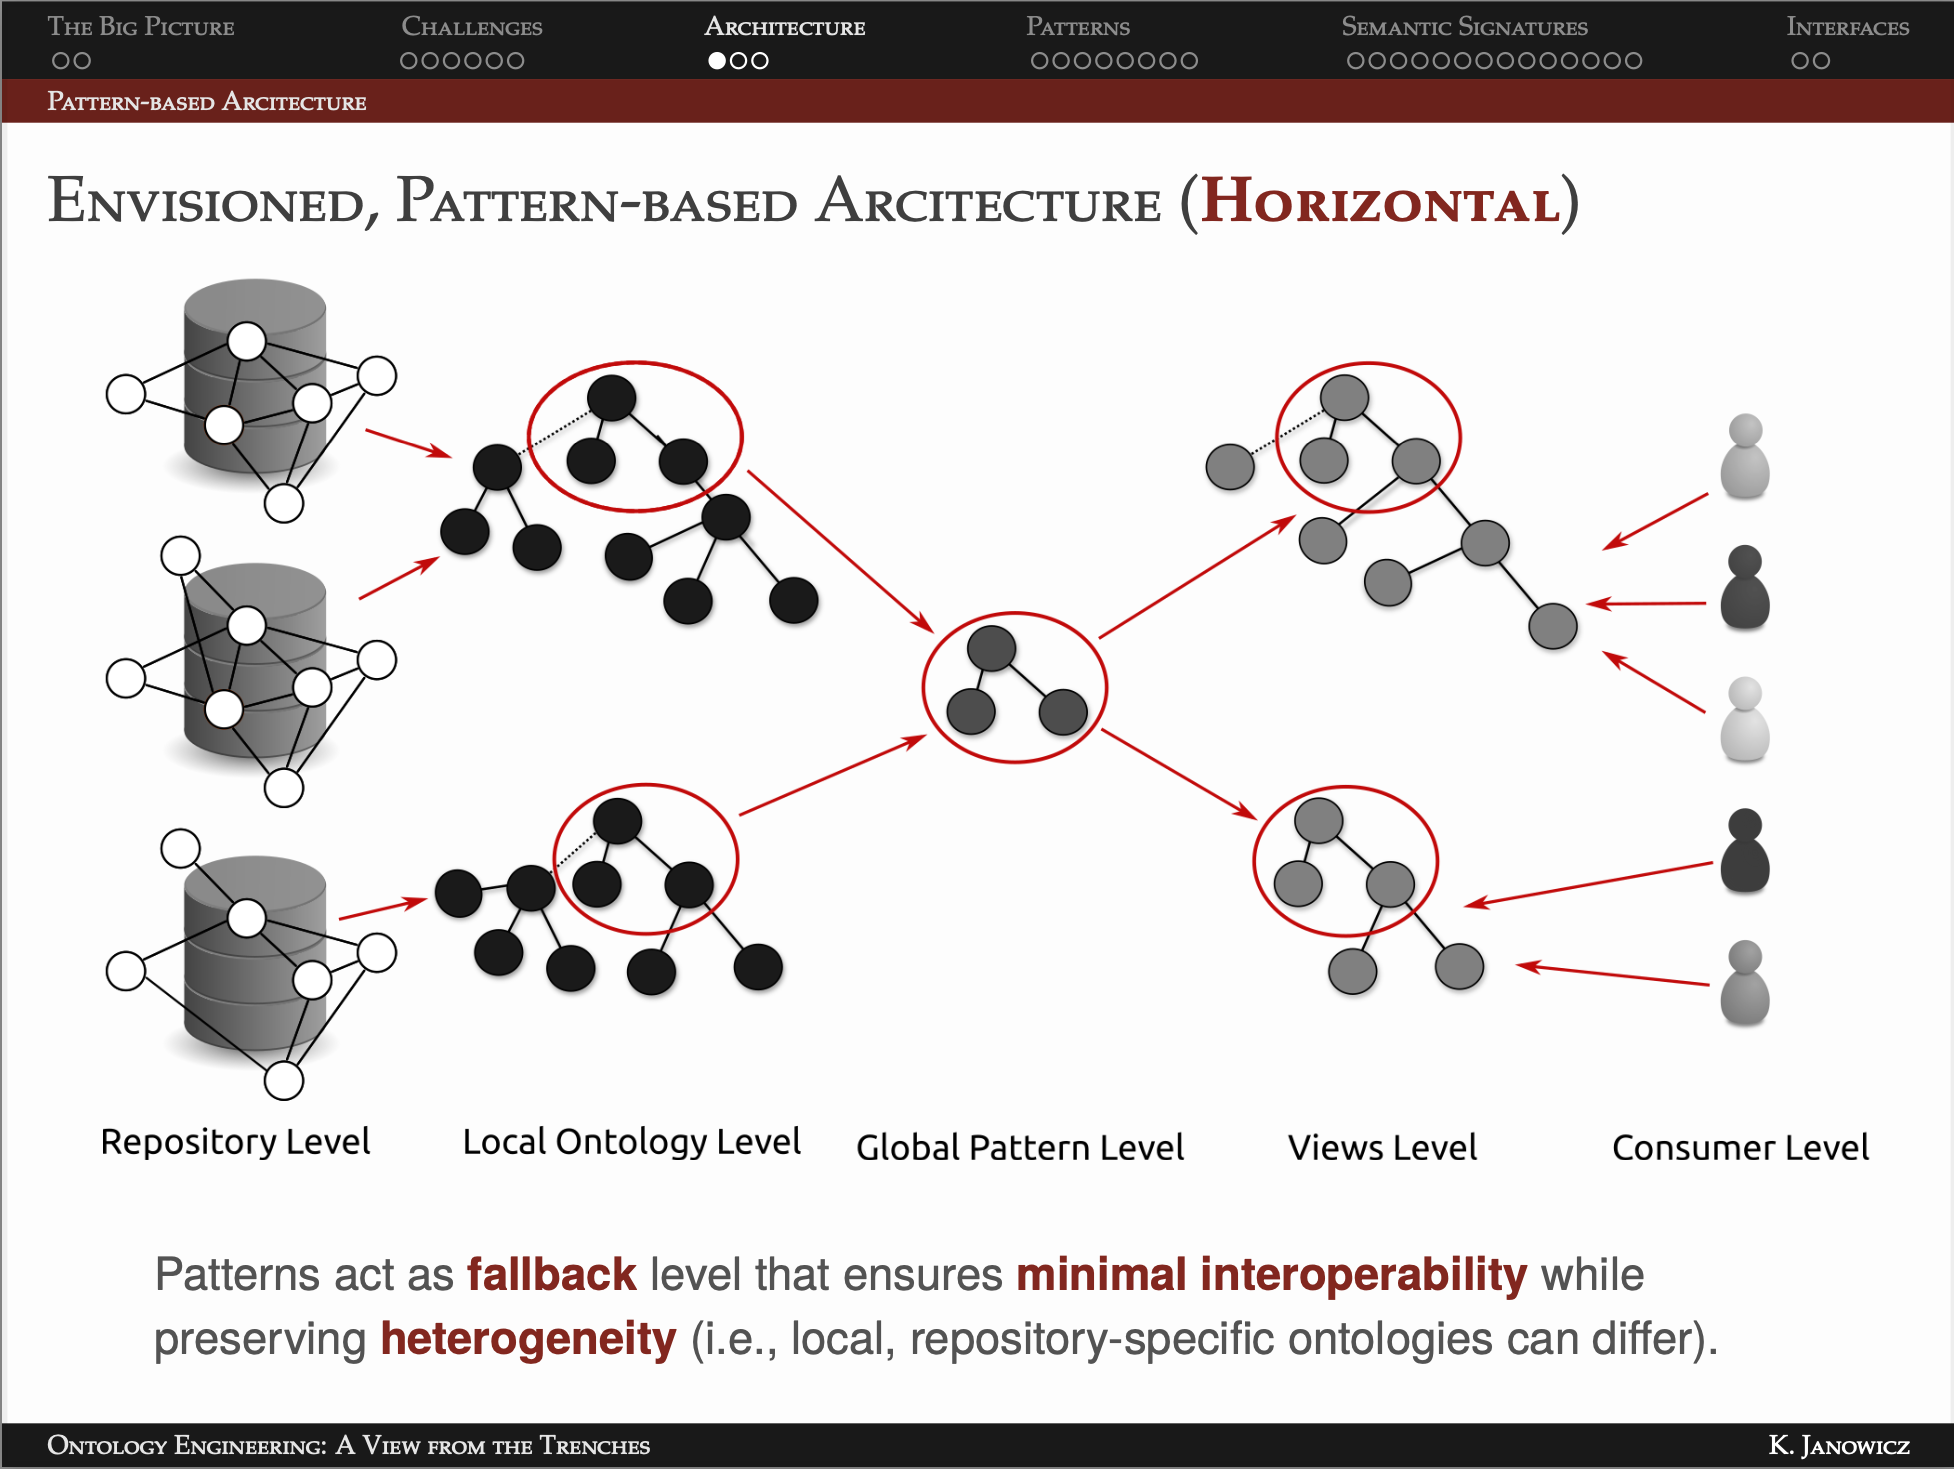 The Big Picture
Challenges
Architecture
Patterns
Semantic Signatures
Interfaces
Pattern-based Arcitecture
Envisioned, Pattern-based Arcitecture (Horizontal)
Repository Level
Local Ontology Level
Global Pattern Level
Views Level
Consumer Level
Patterns act as fallback level that ensures minimal interoperability while
preserving heterogeneity (i.e., local, repository-specific ontologies can differ).
Ontology Engineering: A View from the Trenches
K. Janowicz